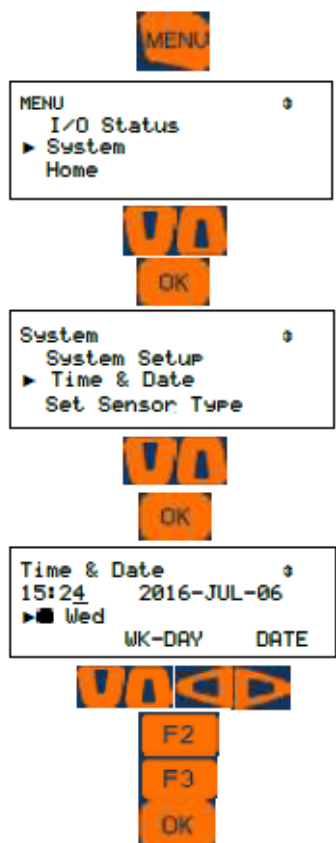 MENU
MENU
I/O Status
► System
Home
OK
System
System Setup
► Time & Date
Set Sensor Type
OK
Time & Date
15:24 2016-JUL-06
►■ Wed
WK-DAY DATE
F2
F3
OK